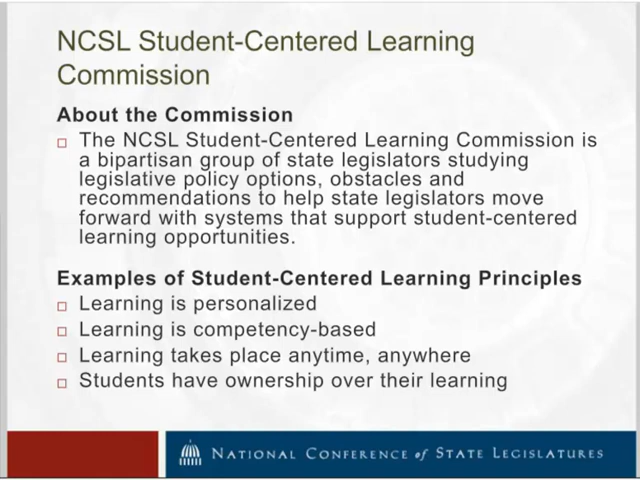 NCSL Student-Centered Learning
Commission
About the Commission
The NCSL Student-Centered Learning Commission is
a bipartisan group of state legislators studying
legislative policy options, obstacles and
recommendations to help state legislators move
forward with systems that support student-centered
learning opportunities.
Examples of Student-Centered Learning Principles
Learning is personalized
Learning is competency-based
Learning takes place anytime, anywhere
Students have ownership over their learning
NATIONAL CONFERENCE of STATE LEGISLATURES